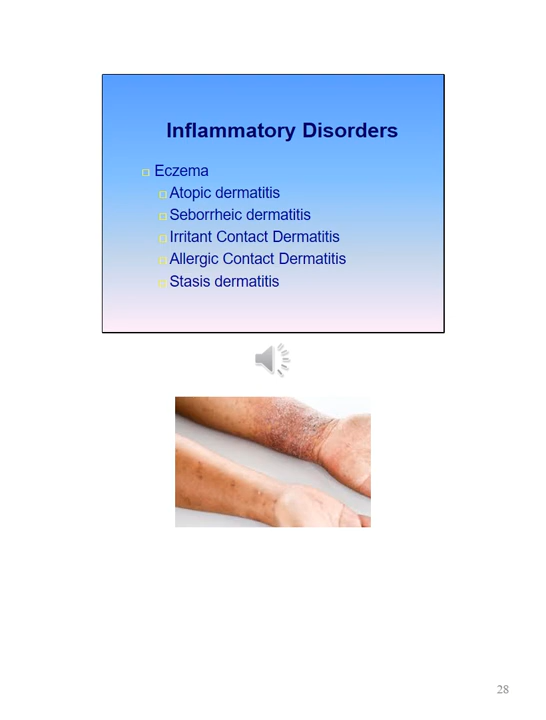 Inflammatory Disorders
Eczema
Atopic dermatitis
Seborrheic dermatitis
Irritant Contact Dermatitis
Allergic Contact Dermatitis
Stasis dermatitis
28